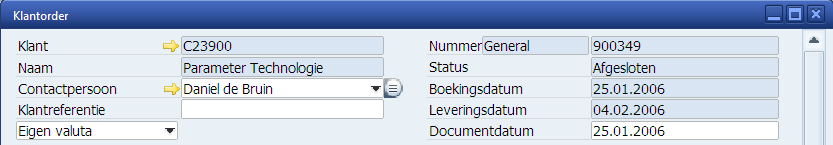 Klantorder
Klant C23900 Nummer General 900349
Naam Parameter Technologie Status Afgesloten
Contactpersoon Daniel de Bruin Boekingsdatum 25.01.2006
Klantreferentie Leveringsdatum 04.02.2006
Eigen valuta Documentdatum 25.01.2006